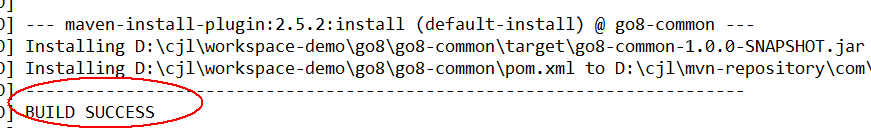 O]
O] --- maven-install-plugin:2.5.2:install (default-install) @ go8-common ---
O] Installing D:\cjl\workspace-demo\go8\go8-common\target\go8-common-1.0.0-SNAPSHOT.jar
O] Installing D:\cjl\workspace-demo\go8\go8-common\pom.xml to D:\cjl\mvn-repository\com\
O] ------------------------------------------------------------------------
O] BUILD SUCCESS